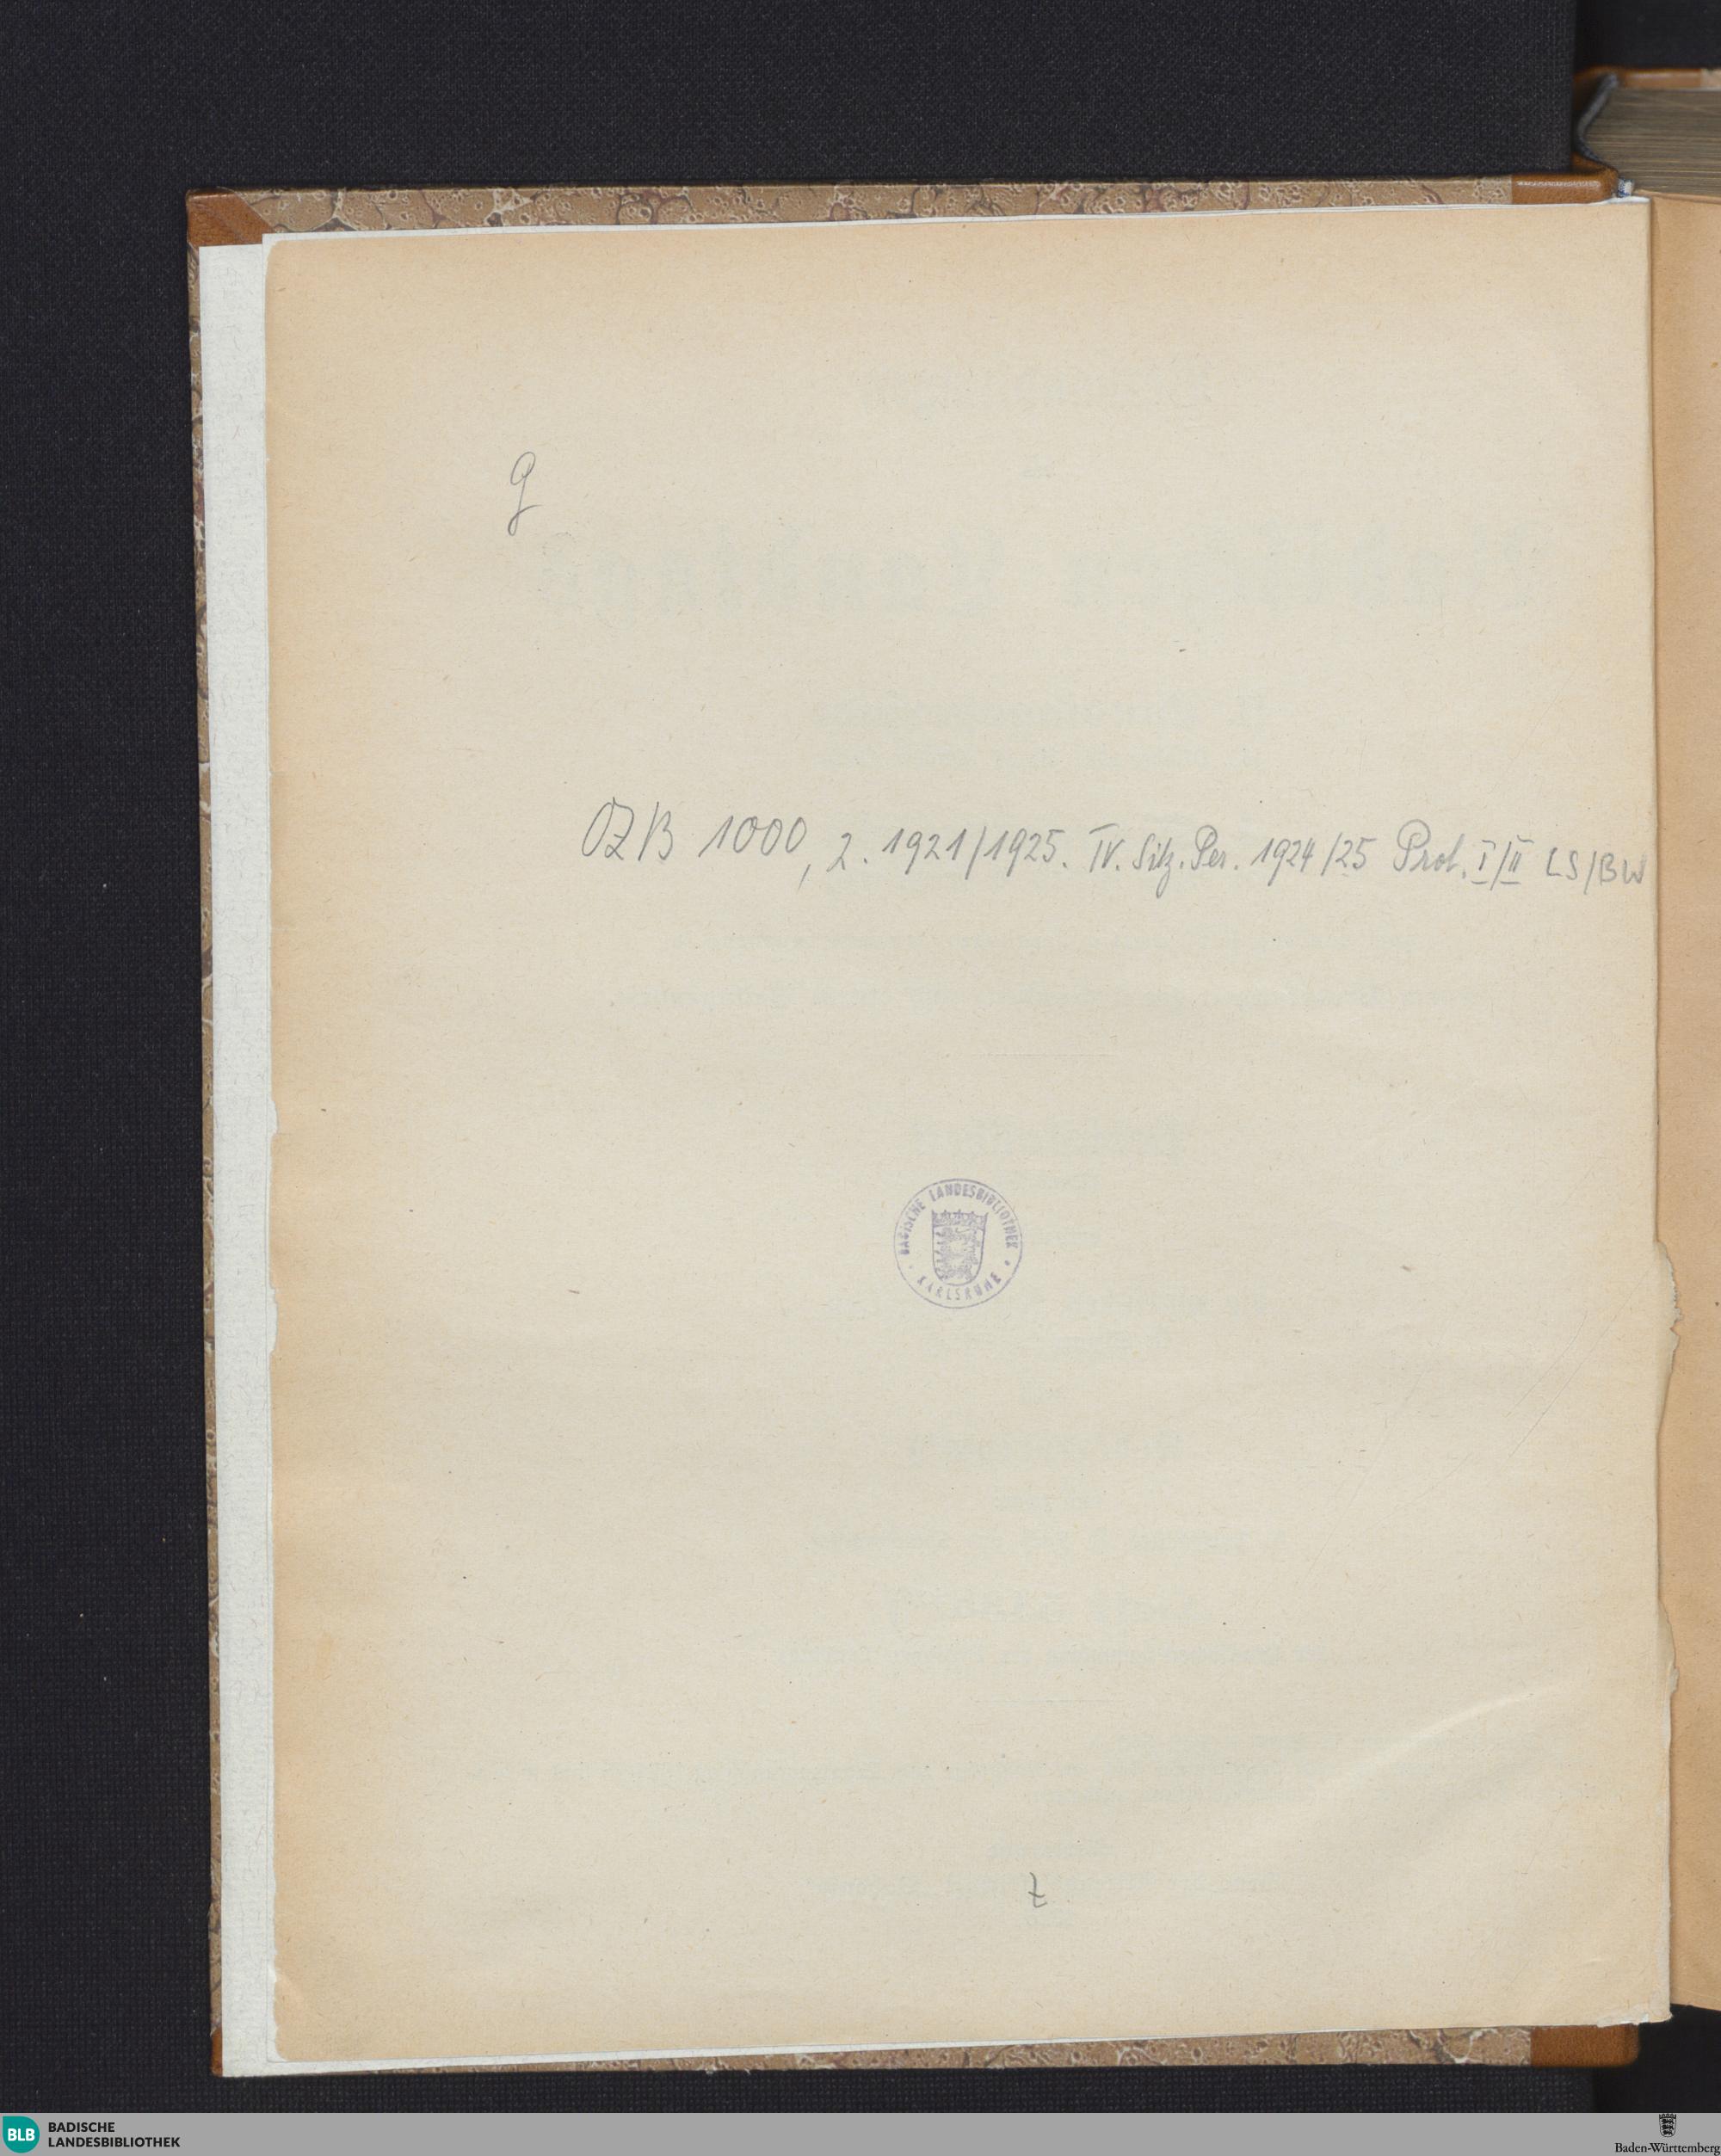 g
OZB 1000, 2. 1921/1925. IV. Sitz. Per. 1924/25 Prot. I/II LS/BW
BADISCHE LANDESBIBLIOTHEK
KARLSRUHE
z
BLB BADISCHE
LANDESBIBLIOTHEK
Baden-Württemberg